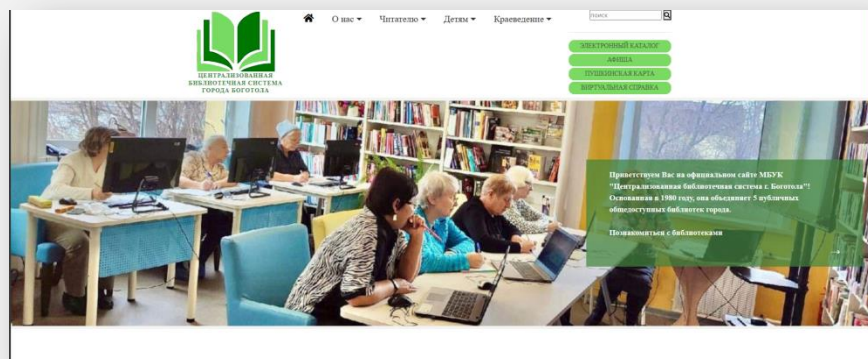 О нас
Читателю
Детям
Краеведение
поиск
ЭЛЕКТРОННЫЙ КАТАЛОГ
АФИША
ПУШКИНСКАЯ КАРТА
ВИРТУАЛЬНАЯ СПРАВКА
ЦЕНТРАЛИЗОВАННАЯ
БИБЛИОТЕЧНАЯ СИСТЕМА
ГОРОДА БОГОТОЛА
Приветствуем Вас на официальном сайте МБУК
"Централизованная библиотечная система г. Боготола"!
Основанная в 1980 году, она объединяет 5 публичных
общедоступных библиотек города.
Познакомиться с библиотеками